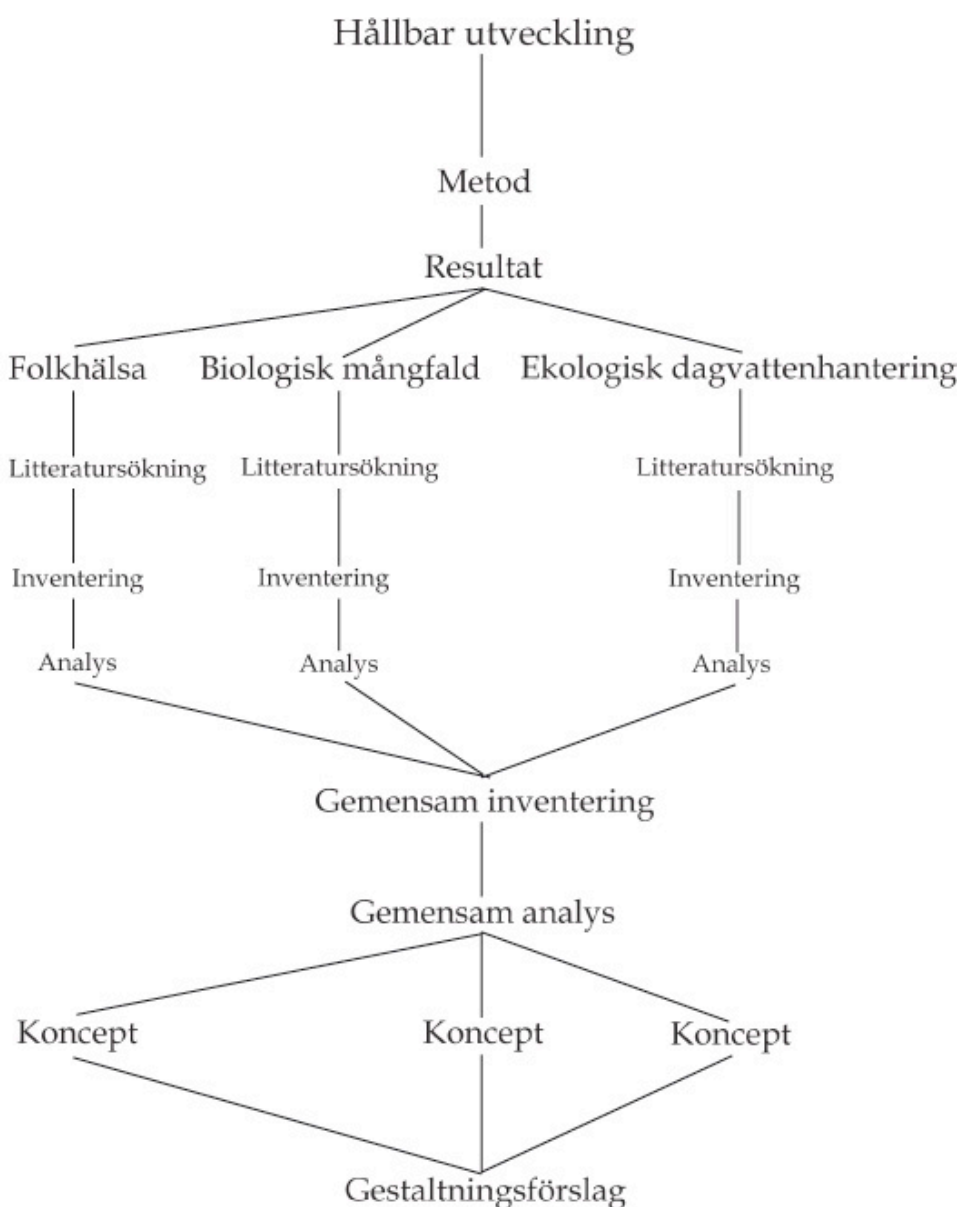 Hållbar utveckling
Metod
Resultat
Folkhälsa
Biologisk mångfald
Ekologisk dagvattenhantering
Litteratursökning
Litteratursökning
Litteratursökning
Inventering
Inventering
Inventering
Analys
Analys
Analys
Gemensam inventering
Gemensam analys
Koncept
Koncept
Koncept
Gestaltningsförslag